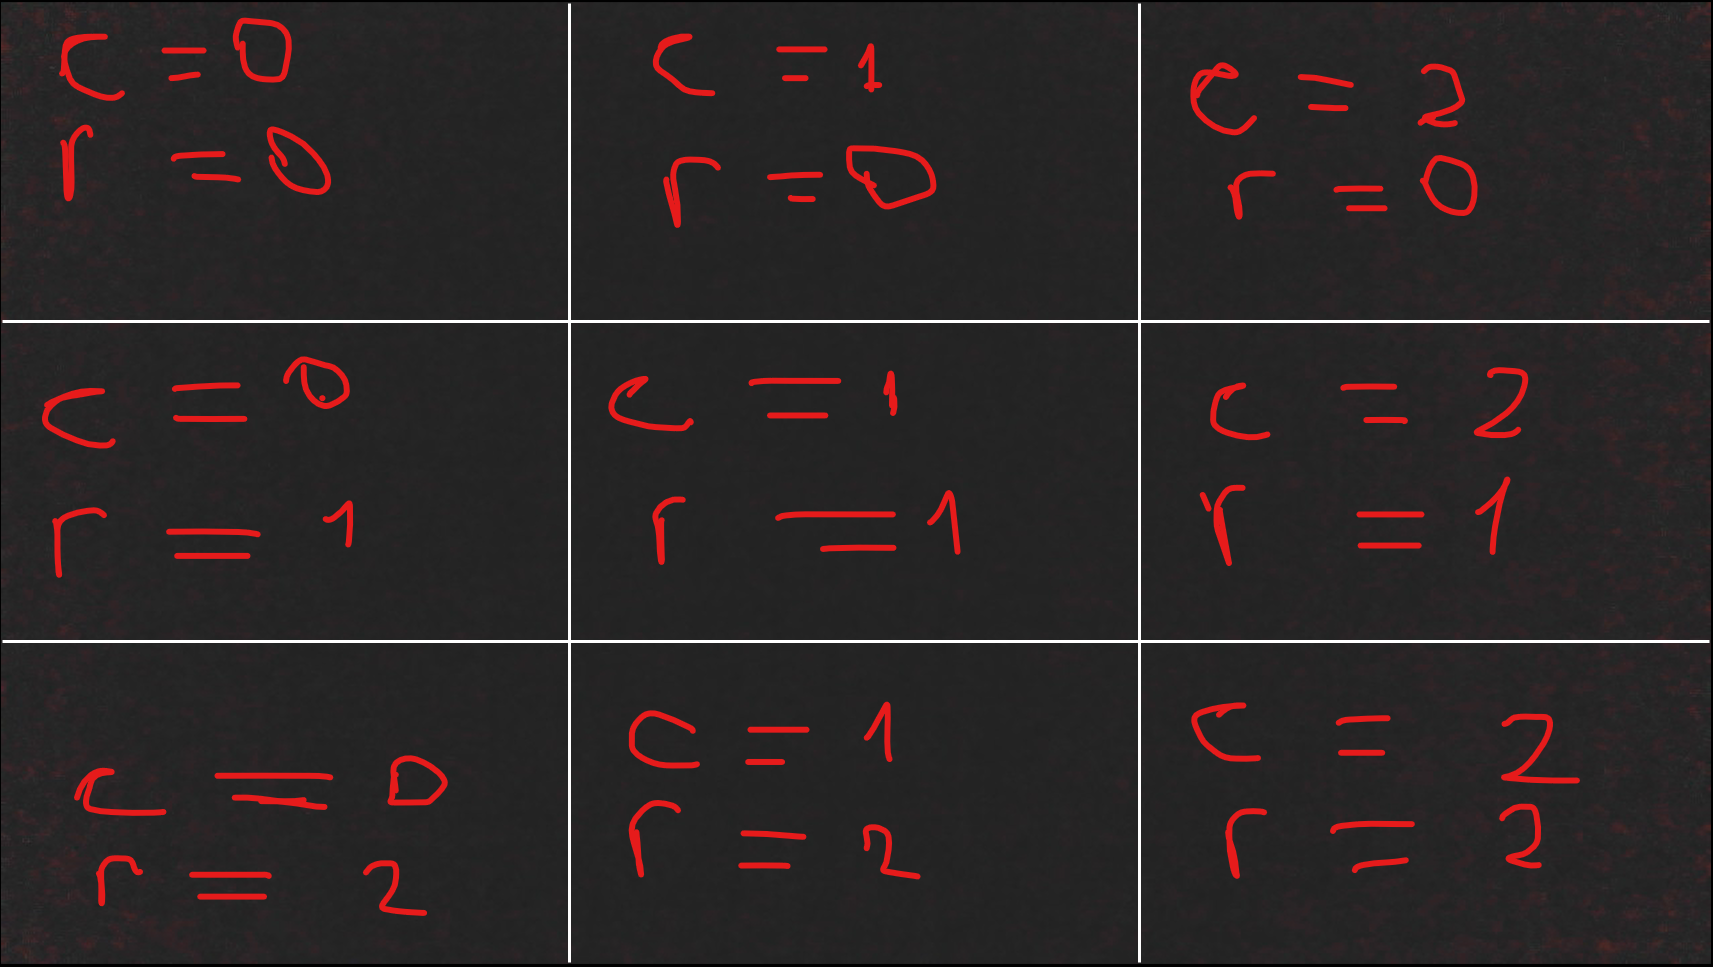 c = 0
r = 0
c = 1
r = 0
c = 2
r = 0
c = 0
r = 1
c = 1
r = 1
c = 2
r = 1
c = 0
r = 2
c = 1
r = 2
c = 2
r = 2